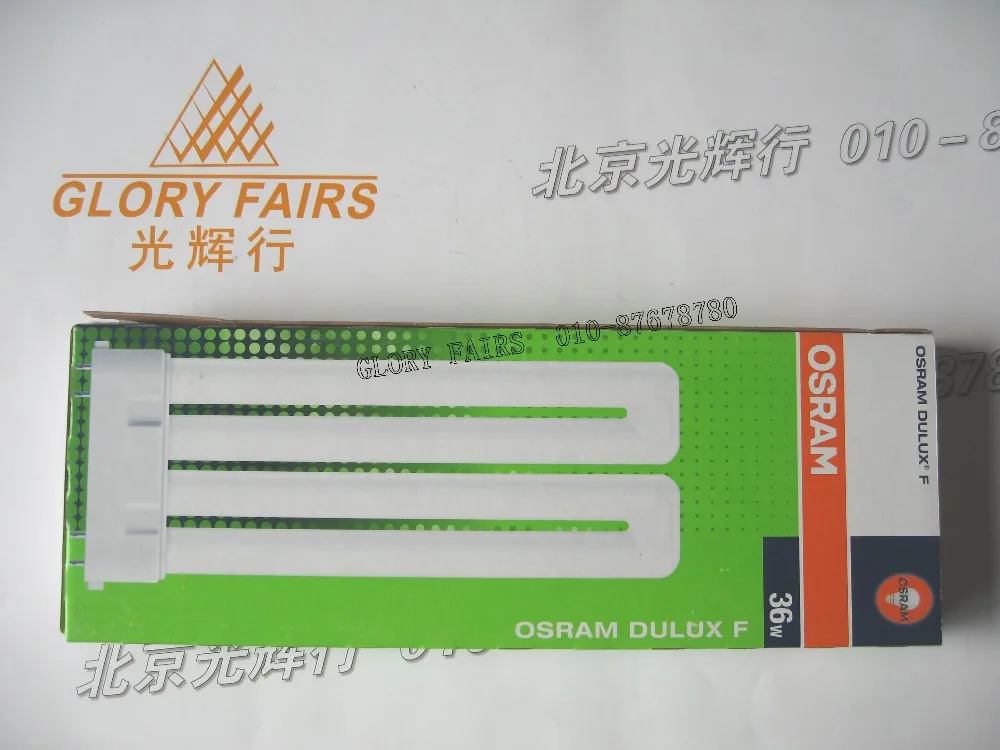 GLORY FAIRS
光辉行
北京光辉行 010-8
GLORY FAIRS 010-87678780
OSRAM
OSRAM DULUX® F
878
OSRAM
36W
OSRAM DULUX F
北京光辉行